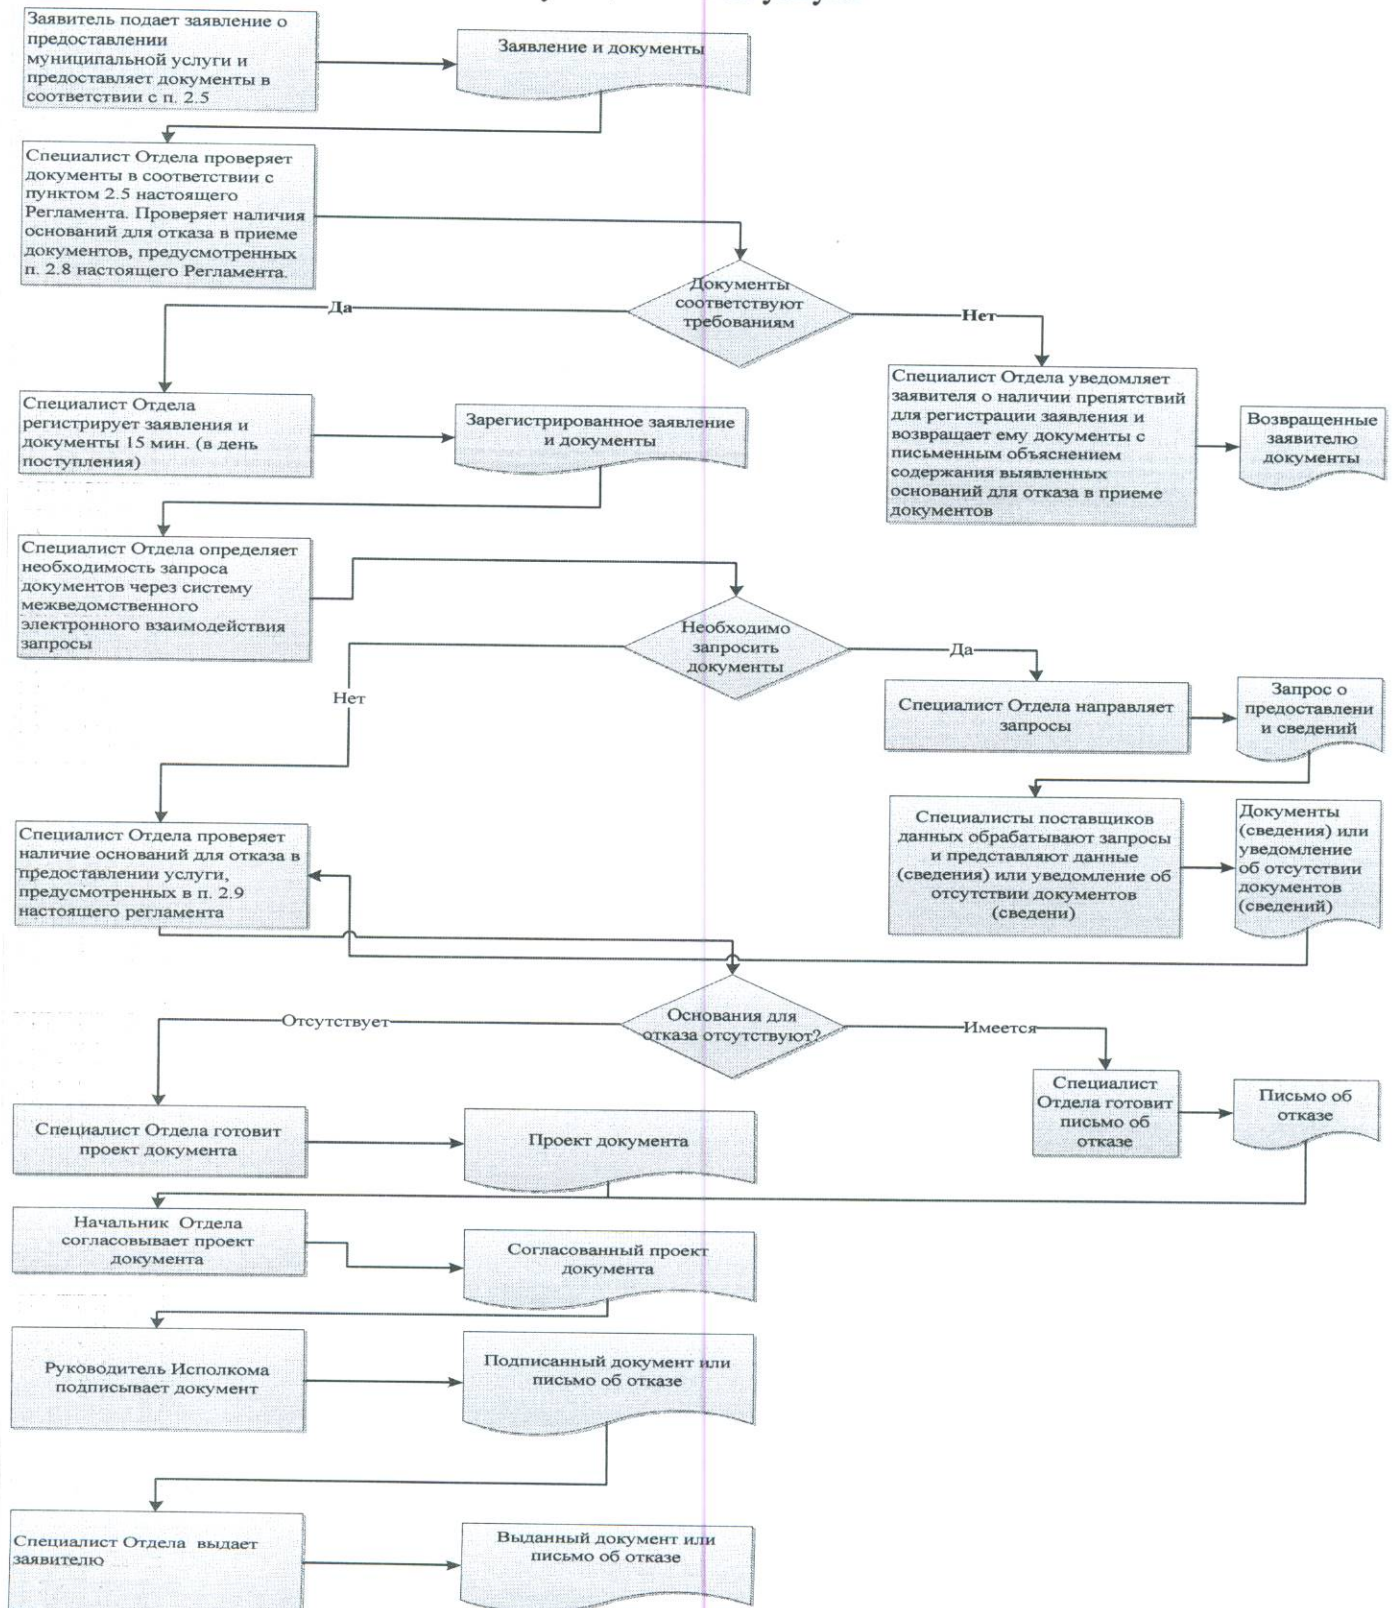 Заявитель подает заявление о
предоставлении
муниципальной услуги и
предоставляет документы в
соответствии с п. 2.5
Заявление и документы
Специалист Отдела проверяет
документы в соответствии с
пунктом 2.5 настоящего
Регламента. Проверяет наличия
оснований для отказа в приеме
документов, предусмотренных
п. 2.8 настоящего Регламента.
Документы
соответствуют
требованиям
Да
Нет
Специалист Отдела
регистрирует заявления и
документы 15 мин. (в день
поступления)
Зарегистрированное заявление
и документы
Специалист Отдела уведомляет
заявителя о наличии препятствий
для регистрации заявления и
возвращает ему документы с
письменным объяснением
содержания выявленных
оснований для отказа в приеме
документов
Возвращенные
заявителю
документы
Специалист Отдела определяет
необходимость запроса
документов через систему
межведомственного
электронного взаимодействия
запросы
Необходимо
запросить
документы
Да
Нет
Специалист Отдела направляет
запросы
Запрос о
предоставлени
и сведений
Специалист Отдела проверяет
наличие оснований для отказа в
предоставлении услуги,
предусмотренных в п. 2.9
настоящего регламента
Специалисты поставщиков
данных обрабатывают запросы
и представляют данные
(сведения) или уведомление об
отсутствии документов
(сведени)
Документы
(сведения) или
уведомление
об отсутствии
документов
(сведений)
Основания для
отказа отсутствуют?
Отсутствует
Имеется
Специалист Отдела готовит
проект документа
Проект документа
Специалист
Отдела готовит
письмо об
отказе
Письмо об
отказе
Начальник Отдела
согласовывает проект
документа
Согласованный проект
документа
Руководитель Исполкома
подписывает документ
Подписанный документ или
письмо об отказе
Специалист Отдела выдает
заявителю
Выданный документ или
письмо об отказе